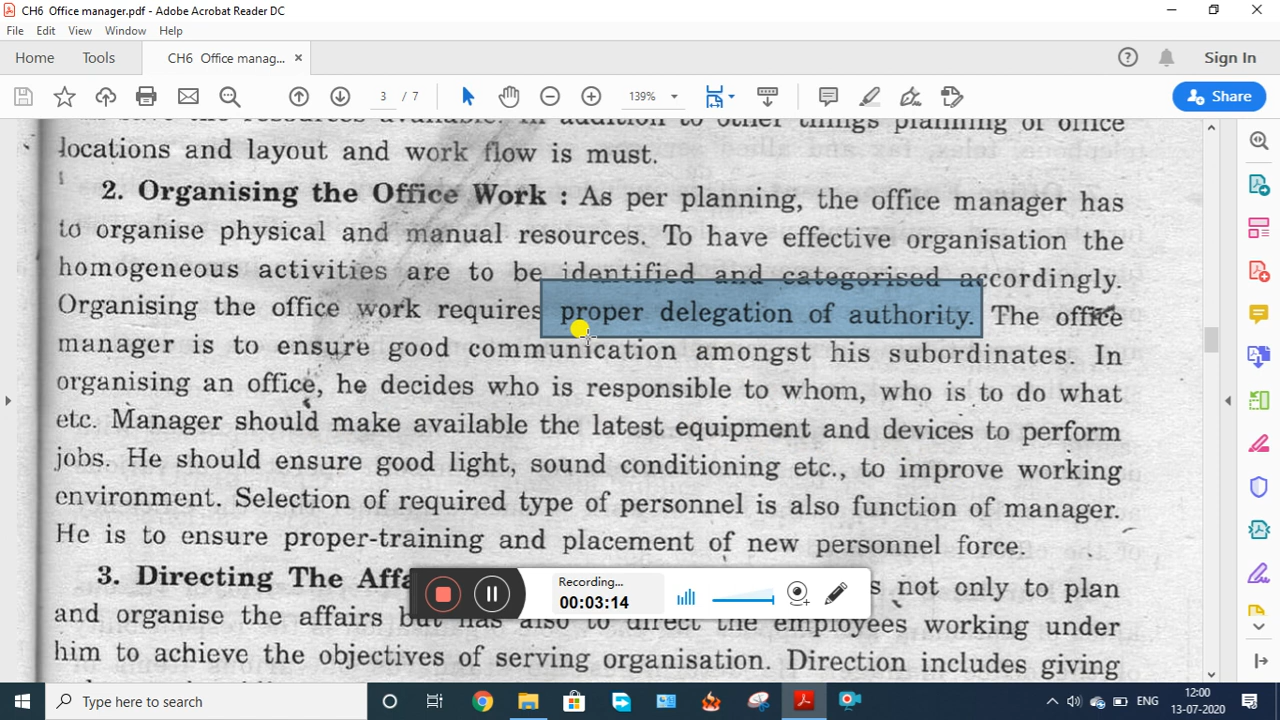 CH6 Office manager.pdf - Adobe Acrobat Reader DC
File Edit View Window Help
Home Tools CH6 Office manag... ×
Sign In
3 / 7
139%
Share
locations and layout and work flow is must.
2. Organising the Office Work : As per planning, the office manager has
to organise physical and manual resources. To have effective organisation the
homogeneous activities are to be identified and categorised accordingly.
Organising the office work requires proper delegation of authority. The office
manager is to ensure good communication amongst his subordinates. In
organising an office, he decides who is responsible to whom, who is to do what
etc. Manager should make available the latest equipment and devices to perform
jobs. He should ensure good light, sound conditioning etc., to improve working
environment. Selection of required type of personnel is also function of manager.
He is to ensure proper-training and placement of new personnel force.
3. Directing The
not only to plan
and organise the affairs but has also to direct the employees working under
him to achieve the objectives of serving organisation. Direction includes giving
Recording...
00:03:14
Type here to search
ENG
12:00
13-07-2020